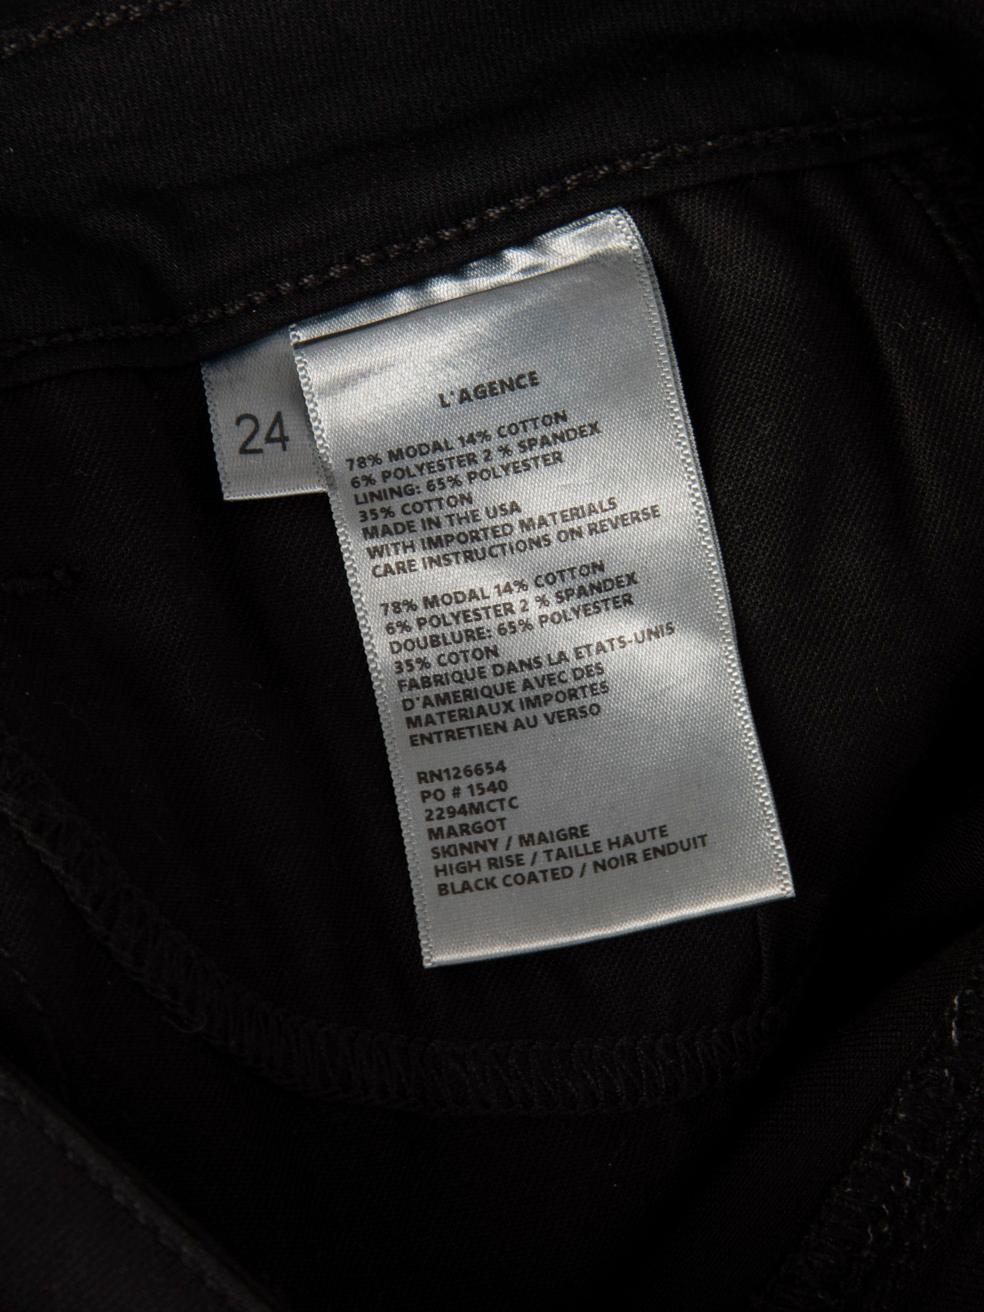 24
L'AGENCE
78% MODAL 14% COTTON
6% POLYESTER 2 % SPANDEX
LINING: 65% POLYESTER
35% COTTON
MADE IN THE USA
WITH IMPORTED MATERIALS
CARE INSTRUCTIONS ON REVERSE
78% MODAL 14% COTTON
6% POLYESTER 2 % SPANDEX
DOUBLURE: 65% POLYESTER
35% COTON
FABRIQUE DANS LA ETATS-UNIS
D'AMERIQUE AVEC DES
MATERIAUX IMPORTES
ENTRETIEN AU VERSO
RN126654
PO # 1540
2294MCTC
MARGOT
SKINNY / MAIGRE
HIGH RISE / TAILLE HAUTE
BLACK COATED / NOIR ENDUIT